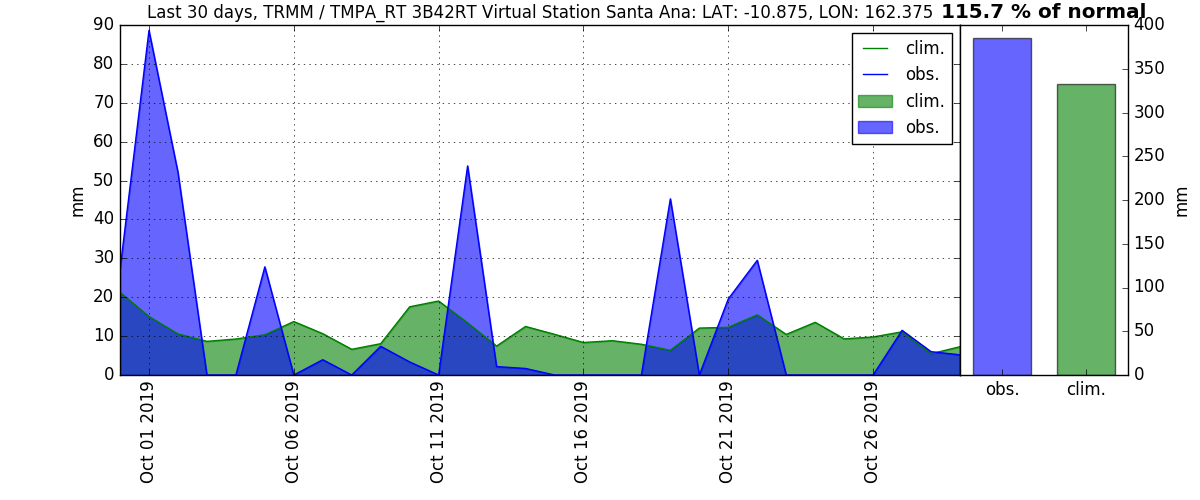 Last 30 days, TRMM / TMPA_RT 3B42RT Virtual Station Santa Ana: LAT: -10.875, LON: 162.375 115.7 % of normal
90
80
70
60
50
40
30
20
10
0
mm
clim.
obs.
clim.
obs.
Oct 01 2019
Oct 06 2019
Oct 11 2019
Oct 16 2019
Oct 21 2019
Oct 26 2019
400
350
300
250
200
150
100
50
0
mm
obs. clim.